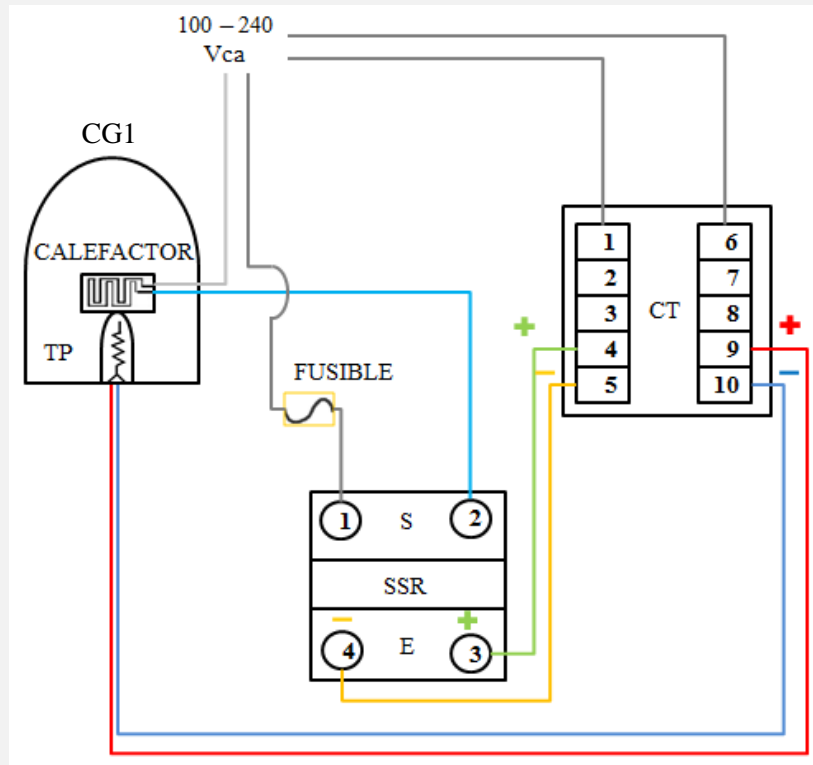 100 – 240
Vca
CG1
CALEFACTOR
TP
FUSIBLE
1 6
2 7
3 CT 8
+ 4 9 +
– 5 10 –
1 S 2
SSR
– +
4 E 3